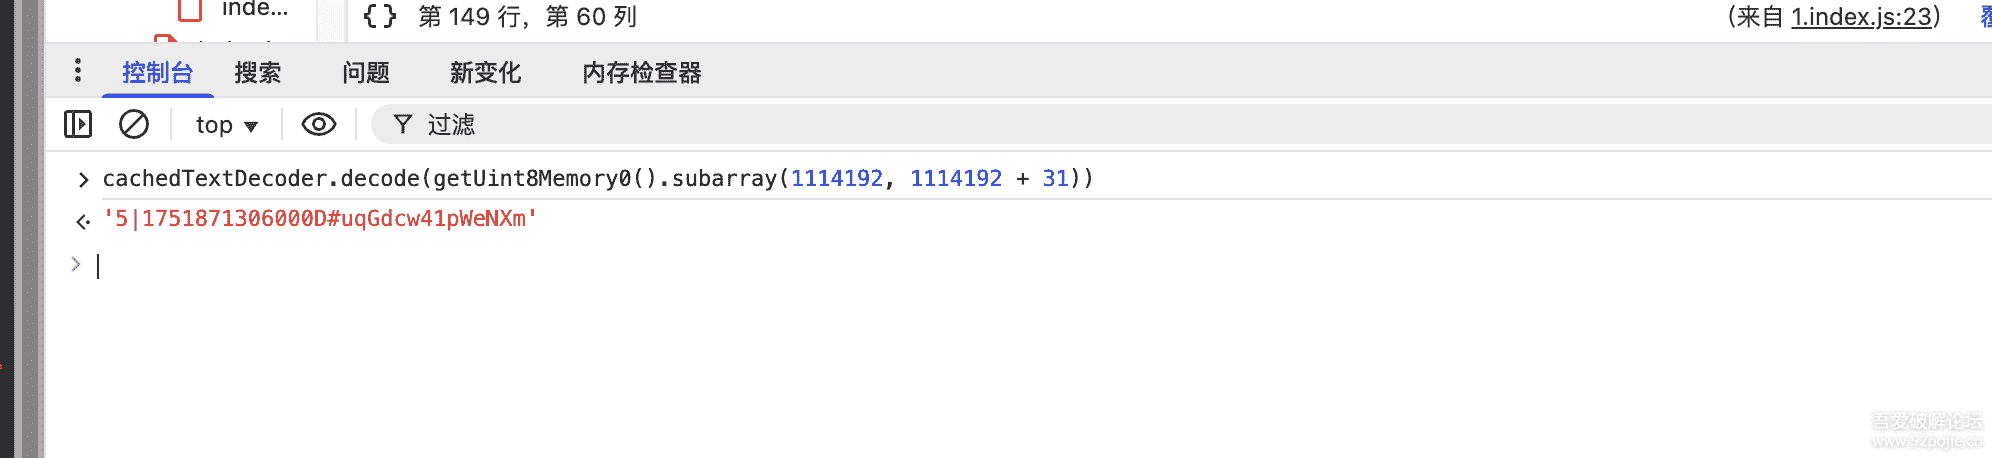 inde...
{} 第 149 行，第 60 列
（来自 1.index.js:23）
控制台 搜索 问题 新变化 内存检查器
top 过滤
> cachedTextDecoder.decode(getUint8Memory0().subarray(1114192, 1114192 + 31))
'5|1751871306000D#uqGdcw41pWeNXm'
>
吾爱破解论坛
www.52pojie.cn